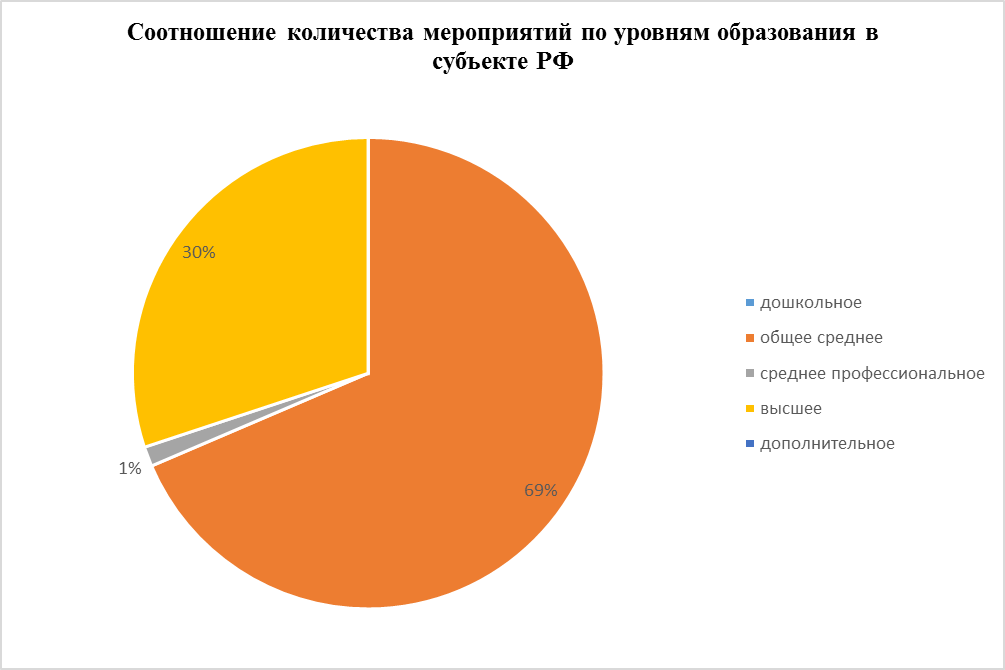 Соотношение количества мероприятий по уровням образования в
субъекте РФ
30%
1%
69%
дошкольное
общее среднее
среднее профессиональное
высшее
дополнительное